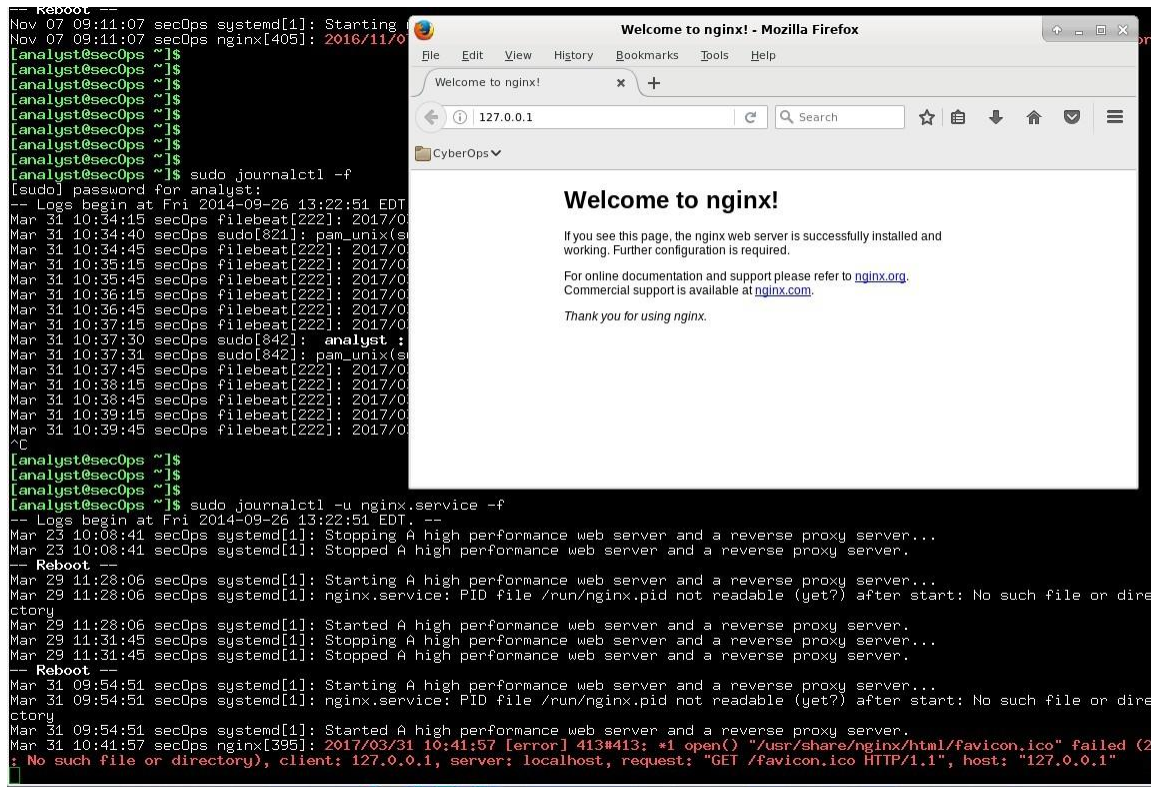 -- Reboot --
Nov 07 09:11:07 secOps systemd[1]: Starting
Nov 07 09:11:07 secOps nginx[405]: 2016/11/0
[analyst@secOps ~]$
[analyst@secOps ~]$
[analyst@secOps ~]$
[analyst@secOps ~]$
[analyst@secOps ~]$
[analyst@secOps ~]$
[analyst@secOps ~]$
[analyst@secOps ~]$
[analyst@secOps ~]$ sudo journalctl -f
[sudo] password for analyst:
-- Logs begin at Fri 2014-09-26 13:22:51 EDT
Mar 31 10:34:15 secOps filebeat[222]: 2017/0
Mar 31 10:34:40 secOps sudo[821]: pam_unix(s
Mar 31 10:34:45 secOps filebeat[222]: 2017/0
Mar 31 10:35:15 secOps filebeat[222]: 2017/0
Mar 31 10:35:45 secOps filebeat[222]: 2017/0
Mar 31 10:36:15 secOps filebeat[222]: 2017/0
Mar 31 10:36:45 secOps filebeat[222]: 2017/0
Mar 31 10:37:15 secOps filebeat[222]: 2017/0
Mar 31 10:37:30 secOps sudo[842]: analyst :
Mar 31 10:37:31 secOps sudo[842]: pam_unix(s
Mar 31 10:37:45 secOps filebeat[222]: 2017/0
Mar 31 10:38:15 secOps filebeat[222]: 2017/0
Mar 31 10:38:45 secOps filebeat[222]: 2017/0
Mar 31 10:39:15 secOps filebeat[222]: 2017/0
Mar 31 10:39:45 secOps filebeat[222]: 2017/0
^C
[analyst@secOps ~]$
[analyst@secOps ~]$
[analyst@secOps ~]$
[analyst@secOps ~]$ sudo journalctl -u nginx.service -f
-- Logs begin at Fri 2014-09-26 13:22:51 EDT. --
Mar 23 10:08:41 secOps systemd[1]: Stopping A high performance web server and a reverse proxy server...
Mar 23 10:08:41 secOps systemd[1]: Stopped A high performance web server and a reverse proxy server.
-- Reboot --
Mar 29 11:28:06 secOps systemd[1]: Starting A high performance web server and a reverse proxy server...
Mar 29 11:28:06 secOps systemd[1]: nginx.service: PID file /run/nginx.pid not readable (yet?) after start: No such file or dire
ctory
Mar 29 11:28:06 secOps systemd[1]: Started A high performance web server and a reverse proxy server.
Mar 29 11:31:45 secOps systemd[1]: Stopping A high performance web server and a reverse proxy server...
Mar 29 11:31:45 secOps systemd[1]: Stopped A high performance web server and a reverse proxy server.
-- Reboot --
Mar 31 09:54:51 secOps systemd[1]: Starting A high performance web server and a reverse proxy server...
Mar 31 09:54:51 secOps systemd[1]: nginx.service: PID file /run/nginx.pid not readable (yet?) after start: No such file or dire
ctory
Mar 31 09:54:51 secOps systemd[1]: Started A high performance web server and a reverse proxy server.
Mar 31 10:41:57 secOps nginx[395]: 2017/03/31 10:41:57 [error] 413#413: *1 open() "/usr/share/nginx/html/favicon.ico" failed (2
: No such file or directory), client: 127.0.0.1, server: localhost, request: "GET /favicon.ico HTTP/1.1", host: "127.0.0.1"
Welcome to nginx! - Mozilla Firefox
File Edit View History Bookmarks Tools Help
Welcome to nginx!
127.0.0.1
Search
CyberOps
Welcome to nginx!
If you see this page, the nginx web server is successfully installed and
working. Further configuration is required.
For online documentation and support please refer to nginx.org.
Commercial support is available at nginx.com.
Thank you for using nginx.